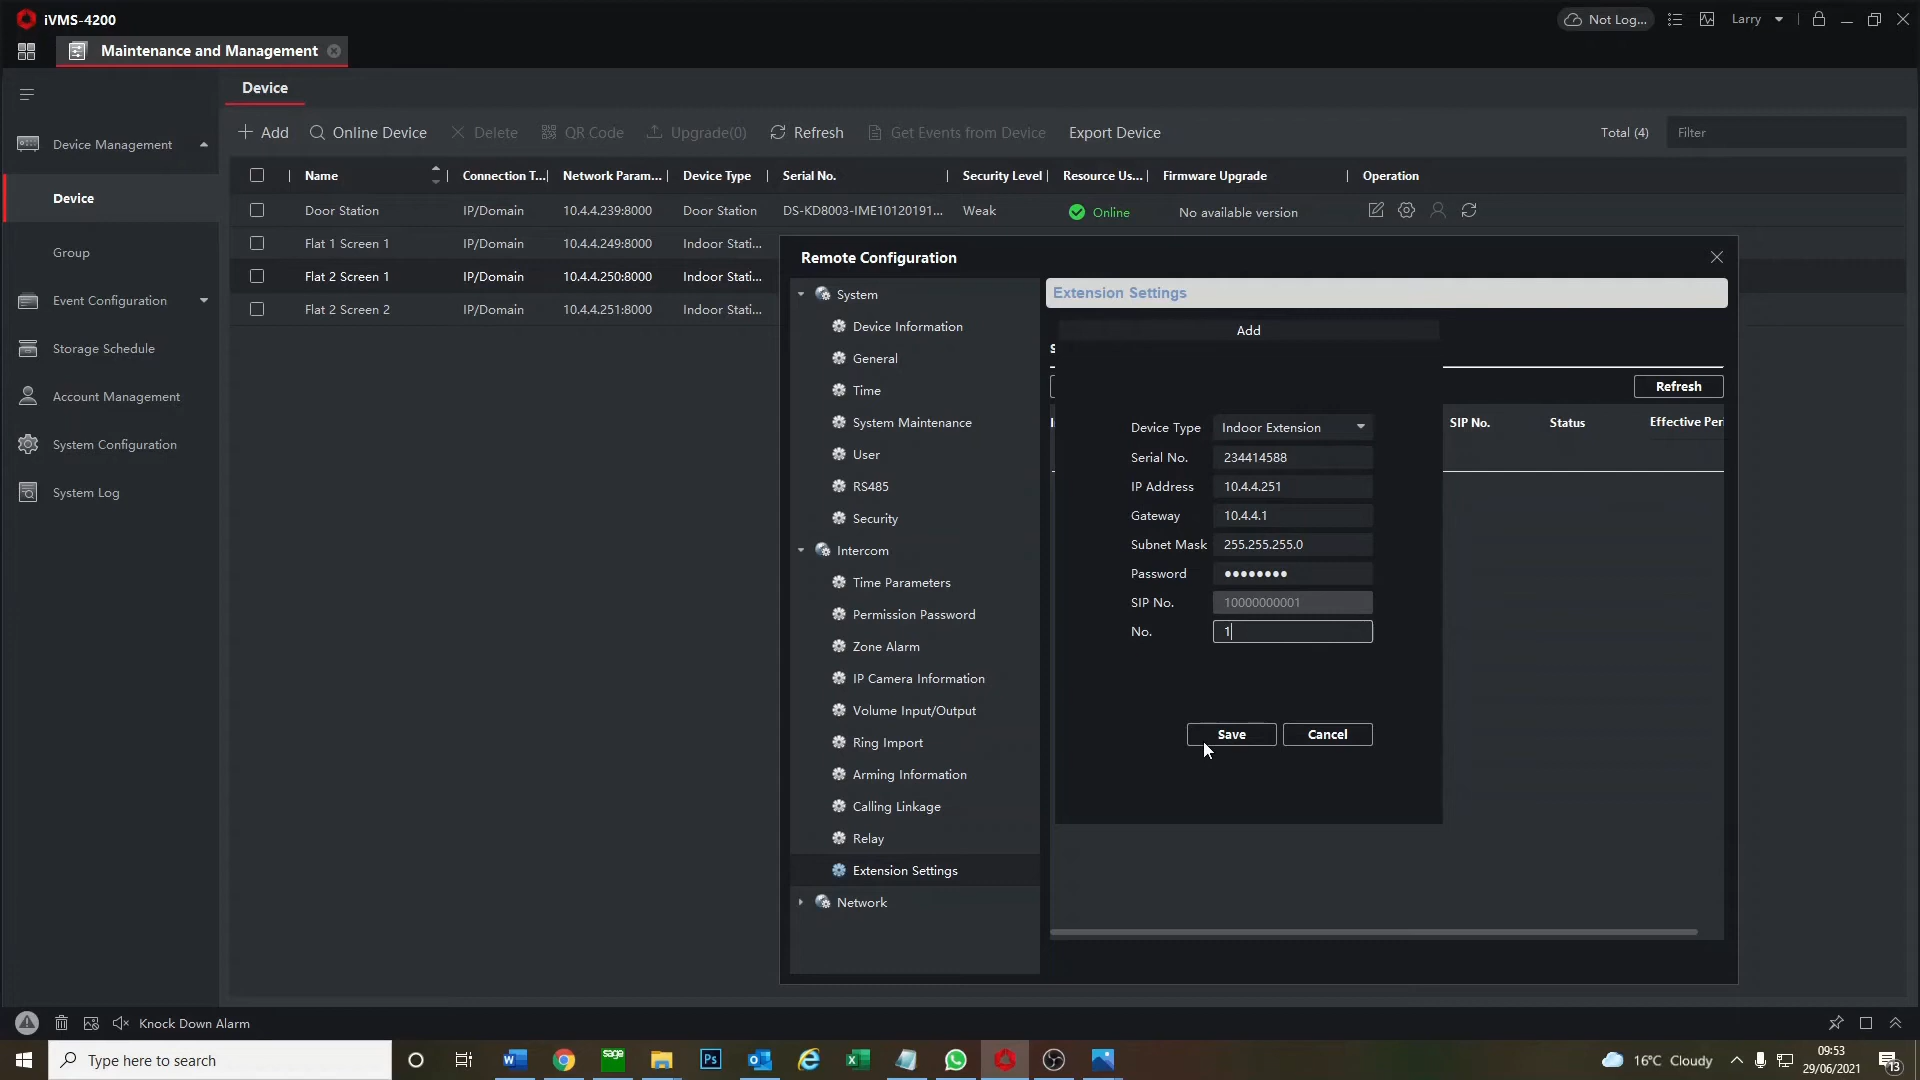 iVMS-4200
Not Log...
Larry
Maintenance and Management
Device
Add
Online Device
Delete
QR Code
Upgrade(0)
Refresh
Get Events from Device
Export Device
Total (4)
Filter
Device Management
Device
Group
Event Configuration
Storage Schedule
Account Management
System Configuration
System Log
Name
Connection T...
Network Param...
Device Type
Serial No.
Security Level
Resource Us...
Firmware Upgrade
Operation
Door Station
IP/Domain
10.4.4.239:8000
Door Station
DS-KD8003-IME10120191...
Weak
Online
No available version
Flat 1 Screen 1
IP/Domain
10.4.4.249:8000
Indoor Stati...
Flat 2 Screen 1
IP/Domain
10.4.4.250:8000
Indoor Stati...
Flat 2 Screen 2
IP/Domain
10.4.4.251:8000
Indoor Stati...
Remote Configuration
System
Device Information
General
Time
System Maintenance
User
RS485
Security
Intercom
Time Parameters
Permission Password
Zone Alarm
IP Camera Information
Volume Input/Output
Ring Import
Arming Information
Calling Linkage
Relay
Extension Settings
Network
Extension Settings
Add
Refresh
SIP No.
Status
Effective Peri
Device Type
Indoor Extension
Serial No.
234414588
IP Address
10.4.4.251
Gateway
10.4.4.1
Subnet Mask
255.255.255.0
Password
●●●●●●●●
SIP No.
10000000001
No.
1
Save
Cancel
Knock Down Alarm
Type here to search
sage
Ps
16°C Cloudy
09:53
29/06/2021
13